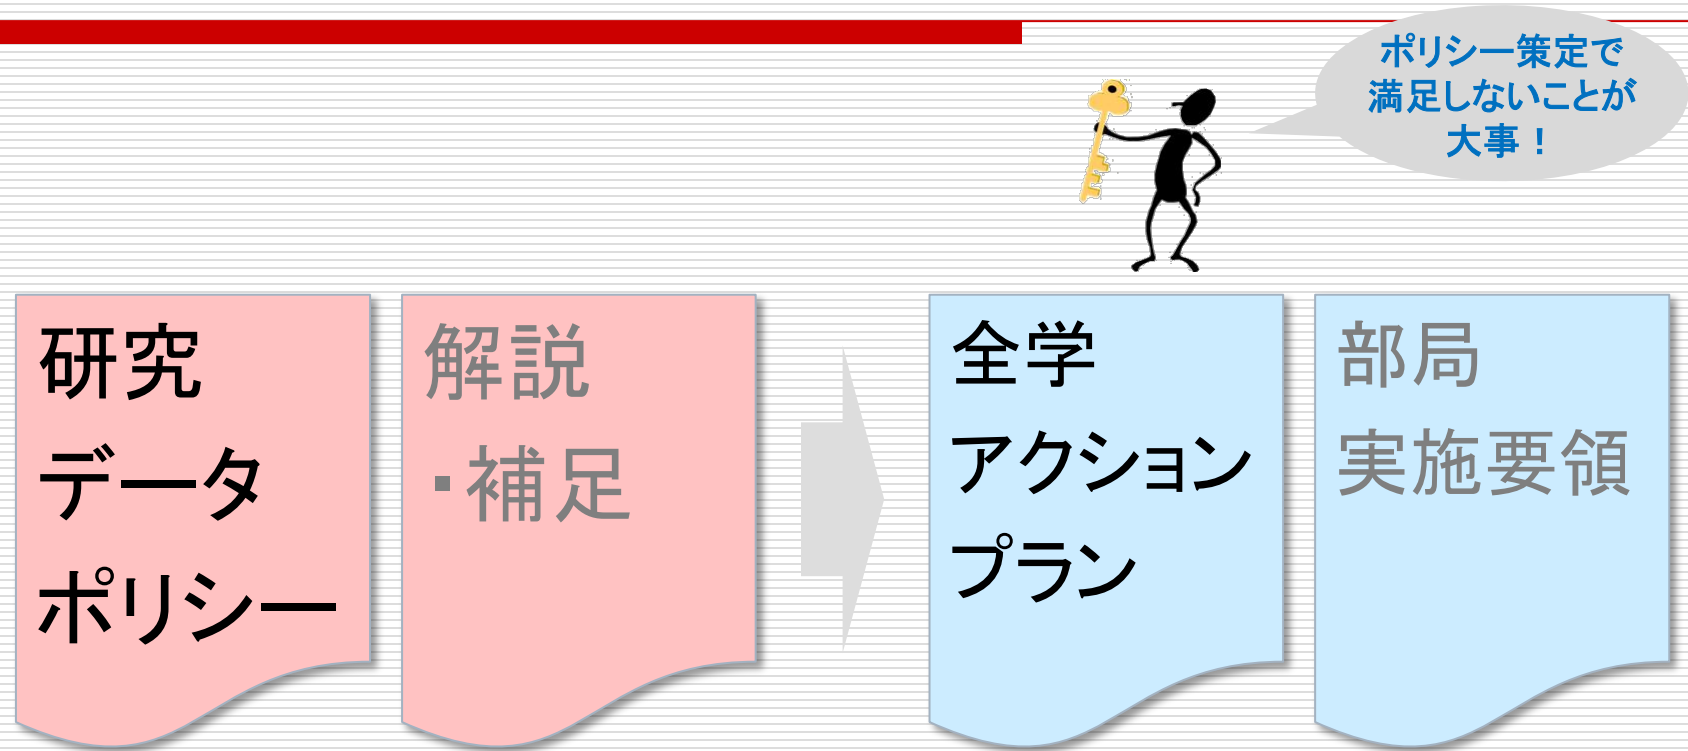 ポリシー策定で
満足しないことが
大事！
研究
データ
ポリシー
解説
・補足
全学
アクション
プラン
部局
実施要領